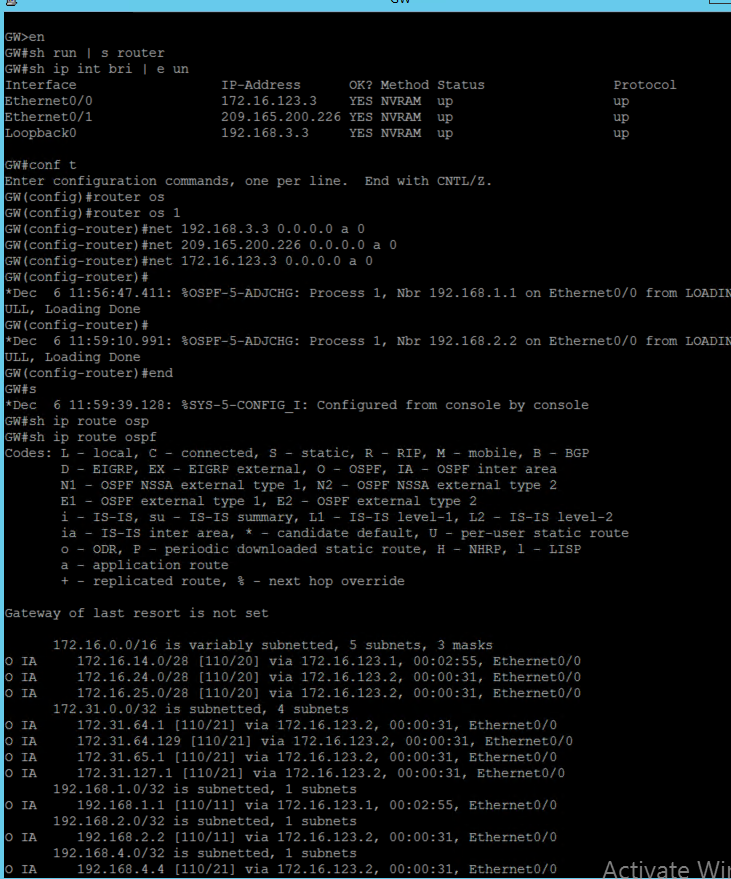 GW
GW>en
GW#sh run | s router
GW#sh ip int bri | e un
Interface IP-Address OK? Method Status Protocol
Ethernet0/0 172.16.123.3 YES NVRAM up up
Ethernet0/1 209.165.200.226 YES NVRAM up up
Loopback0 192.168.3.3 YES NVRAM up up
GW#conf t
Enter configuration commands, one per line. End with CNTL/Z.
GW(config)#router os
GW(config)#router os 1
GW(config-router)#net 192.168.3.3 0.0.0.0 a 0
GW(config-router)#net 209.165.200.226 0.0.0.0 a 0
GW(config-router)#net 172.16.123.3 0.0.0.0 a 0
GW(config-router)#
*Dec 6 11:56:47.411: %OSPF-5-ADJCHG: Process 1, Nbr 192.168.1.1 on Ethernet0/0 from LOADIN
ULL, Loading Done
GW(config-router)#
*Dec 6 11:59:10.991: %OSPF-5-ADJCHG: Process 1, Nbr 192.168.2.2 on Ethernet0/0 from LOADIN
ULL, Loading Done
GW(config-router)#end
GW#s
*Dec 6 11:59:39.128: %SYS-5-CONFIG_I: Configured from console by console
GW#sh ip route osp
GW#sh ip route ospf
Codes: L - local, C - connected, S - static, R - RIP, M - mobile, B - BGP
D - EIGRP, EX - EIGRP external, O - OSPF, IA - OSPF inter area
N1 - OSPF NSSA external type 1, N2 - OSPF NSSA external type 2
E1 - OSPF external type 1, E2 - OSPF external type 2
i - IS-IS, su - IS-IS summary, L1 - IS-IS level-1, L2 - IS-IS level-2
ia - IS-IS inter area, * - candidate default, U - per-user static route
o - ODR, P - periodic downloaded static route, H - NHRP, l - LISP
a - application route
+ - replicated route, % - next hop override
Gateway of last resort is not set
172.16.0.0/16 is variably subnetted, 5 subnets, 3 masks
O IA 172.16.14.0/28 [110/20] via 172.16.123.1, 00:02:55, Ethernet0/0
O IA 172.16.24.0/28 [110/20] via 172.16.123.2, 00:00:31, Ethernet0/0
O IA 172.16.25.0/28 [110/20] via 172.16.123.2, 00:00:31, Ethernet0/0
172.31.0.0/32 is subnetted, 4 subnets
O IA 172.31.64.1 [110/21] via 172.16.123.2, 00:00:31, Ethernet0/0
O IA 172.31.64.129 [110/21] via 172.16.123.2, 00:00:31, Ethernet0/0
O IA 172.31.65.1 [110/21] via 172.16.123.2, 00:00:31, Ethernet0/0
O IA 172.31.127.1 [110/21] via 172.16.123.2, 00:00:31, Ethernet0/0
192.168.1.0/32 is subnetted, 1 subnets
O IA 192.168.1.1 [110/11] via 172.16.123.1, 00:02:55, Ethernet0/0
192.168.2.0/32 is subnetted, 1 subnets
O IA 192.168.2.2 [110/11] via 172.16.123.2, 00:00:31, Ethernet0/0
192.168.4.0/32 is subnetted, 1 subnets
O IA 192.168.4.4 [110/21] via 172.16.123.2, 00:00:31, Ethernet0/0
Activate Wi